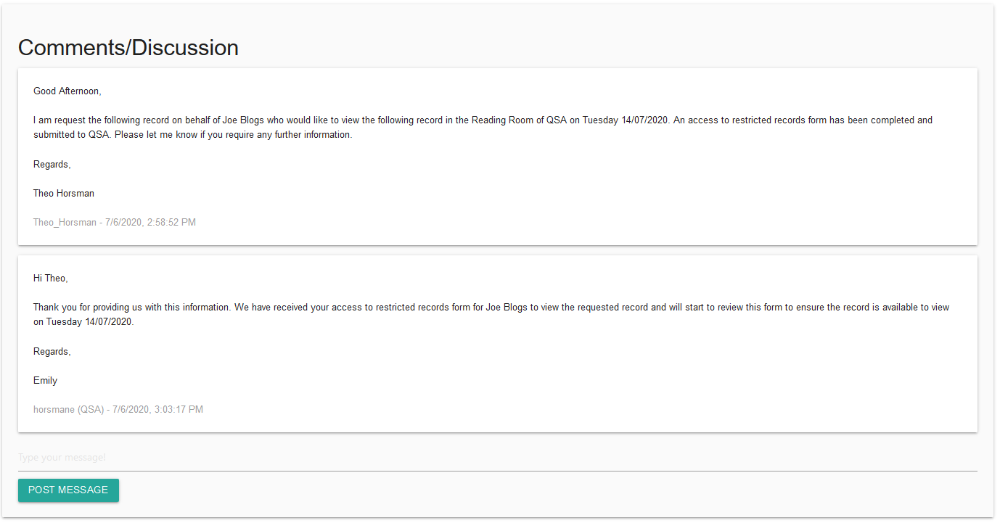 Comments/Discussion
Good Afternoon,
I am request the following record on behalf of Joe Blogs who would like to view the following record in the Reading Room of QSA on Tuesday 14/07/2020. An access to restricted records form has been completed and
submitted to QSA. Please let me know if you require any further information.
Regards,
Theo Horsman
Theo_Horsman - 7/6/2020, 2:58:52 PM
Hi Theo,
Thank you for providing us with this information. We have received your access to restricted records form for Joe Blogs to view the requested record and will start to review this form to ensure the record is available to view
on Tuesday 14/07/2020.
Regards,
Emily
horsmane (QSA) - 7/6/2020, 3:03:17 PM
Type your message!
POST MESSAGE